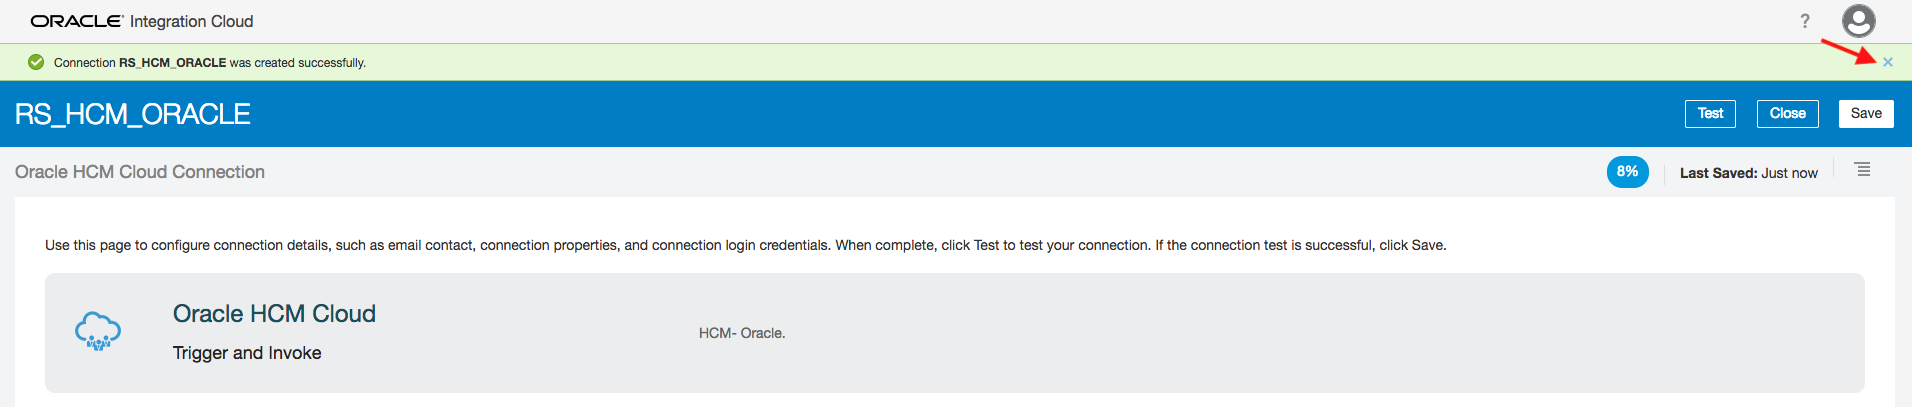 ORACLE® Integration Cloud
?
Connection RS_HCM_ORACLE was created successfully.
RS_HCM_ORACLE
Test
Close
Save
Oracle HCM Cloud Connection
8%
Last Saved: Just now
Use this page to configure connection details, such as email contact, connection properties, and connection login credentials. When complete, click Test to test your connection. If the connection test is successful, click Save.
Oracle HCM Cloud
Trigger and Invoke
HCM- Oracle.